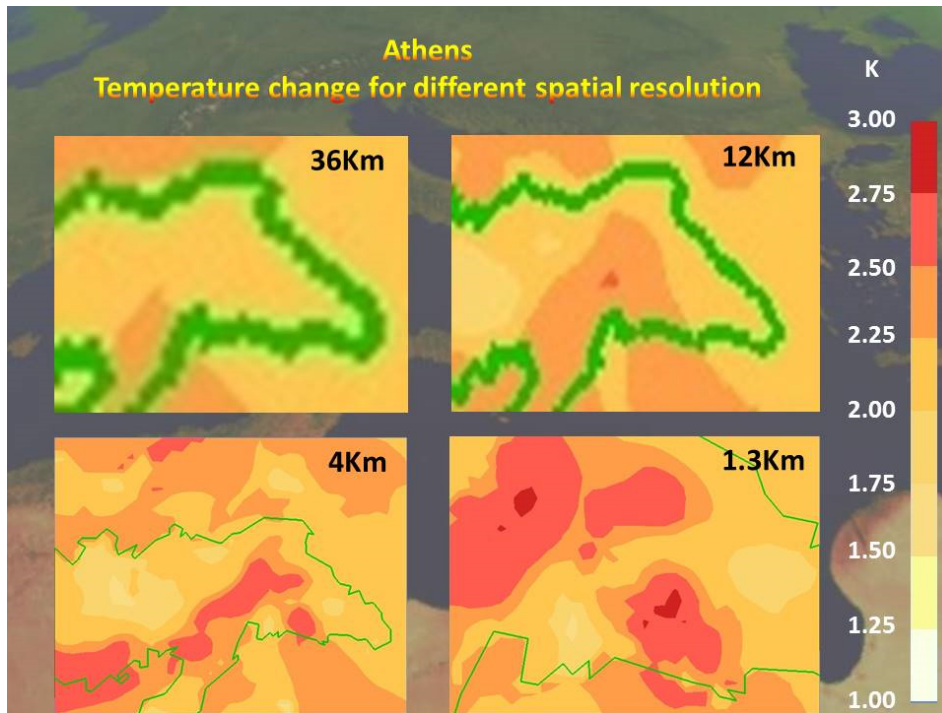 Athens
Temperature change for different spatial resolution
K
36Km
12Km
4Km
1.3Km
3.00
2.75
2.50
2.25
2.00
1.75
1.50
1.25
1.00